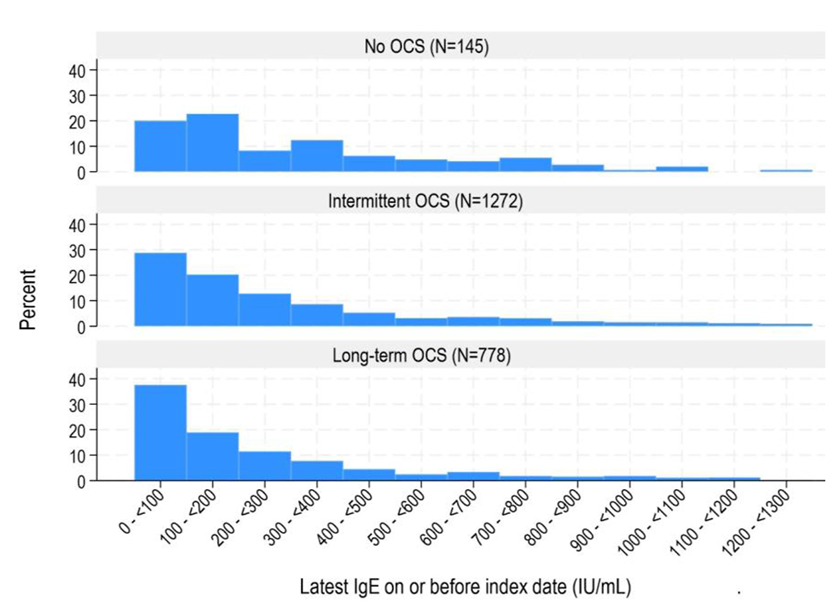 No OCS (N=145)
40
30
20
10
0
Intermittent OCS (N=1272)
40
30
20
10
0
Percent
Long-term OCS (N=778)
40
30
20
10
0
0 - <100
100 - <200
200 - <300
300 - <400
400 - <500
500 - <600
600 - <700
700 - <800
800 - <900
900 - <1000
1000 - <1100
1100 - <1200
1200 - <1300
Latest IgE on or before index date (IU/mL)
.